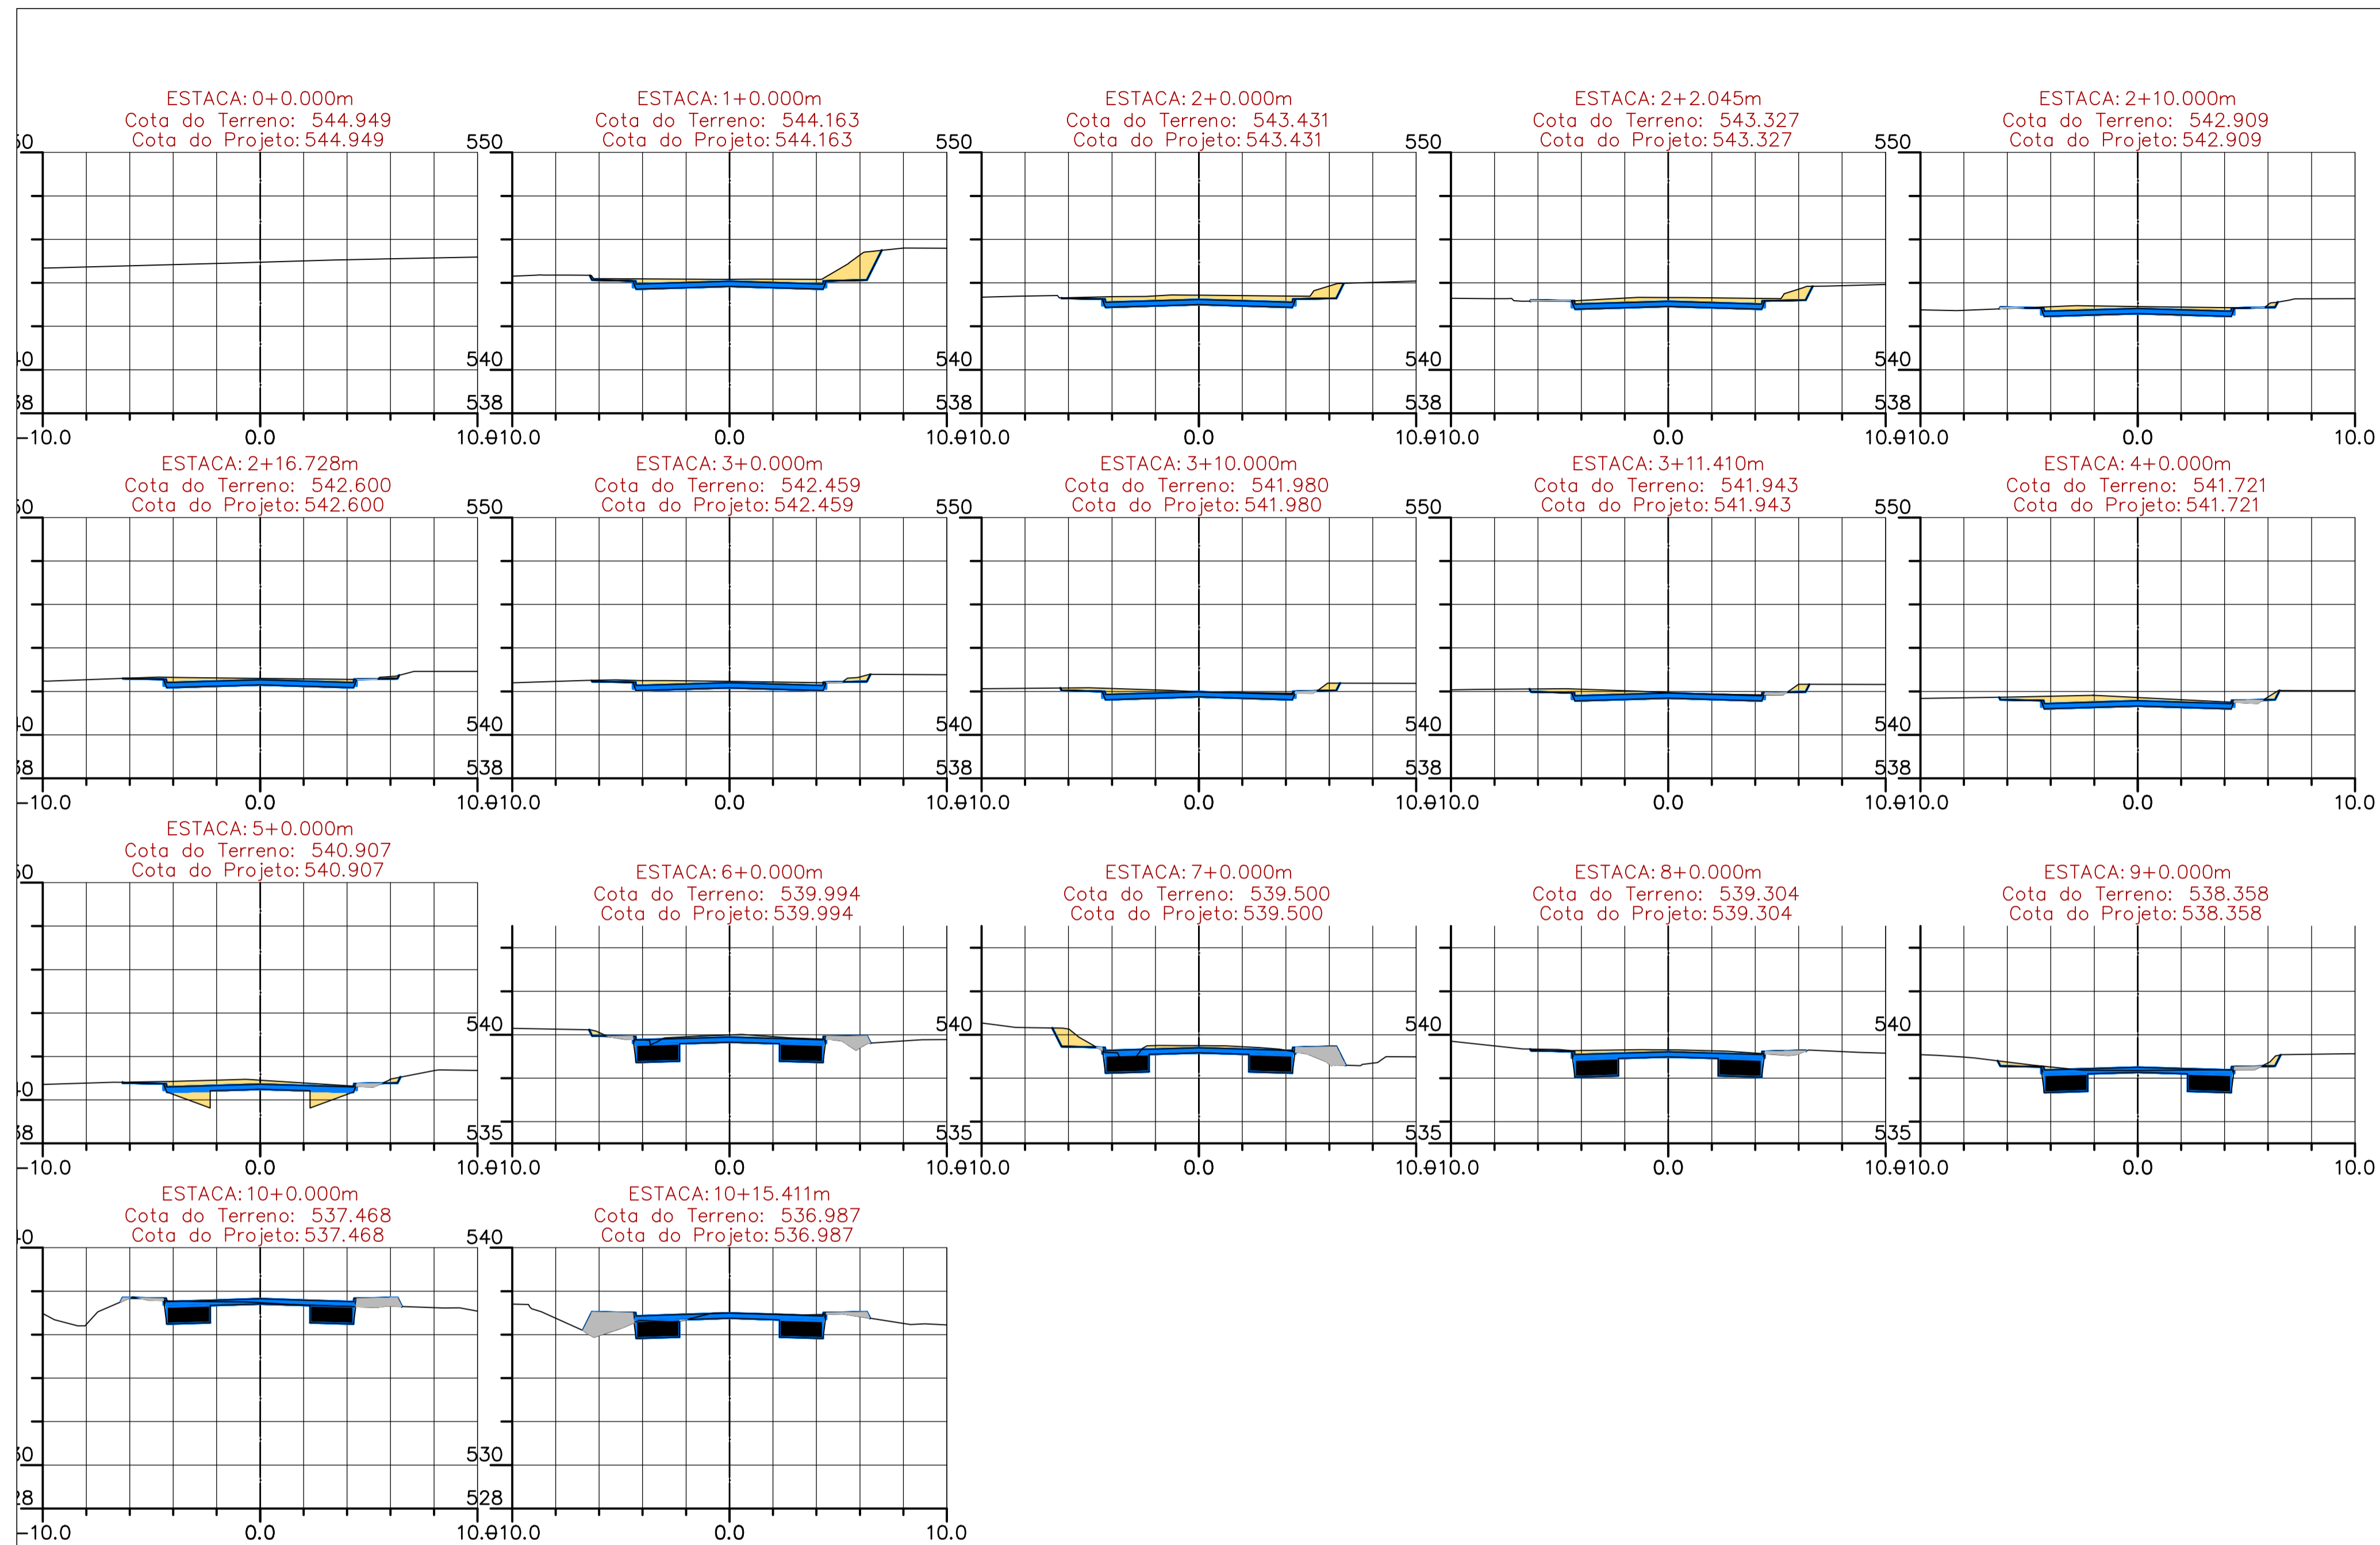 ESTACA:0+0.000m
Cota do Terreno: 544.949
Cota do Projeto:544.949
-10.0 0.0 10.0
ESTACA:1+0.000m
Cota do Terreno: 544.163
Cota do Projeto:544.163
550
540
538
-10.0 0.0 10.0
ESTACA:2+0.000m
Cota do Terreno: 543.431
Cota do Projeto:543.431
550
540
538
-10.0 0.0 10.0
ESTACA:2+2.045m
Cota do Terreno: 543.327
Cota do Projeto:543.327
550
540
538
-10.0 0.0 10.0
ESTACA:2+10.000m
Cota do Terreno: 542.909
Cota do Projeto:542.909
550
540
538
-10.0 0.0 10.0
ESTACA:2+16.728m
Cota do Terreno: 542.600
Cota do Projeto:542.600
-10.0 0.0 10.0
ESTACA:3+0.000m
Cota do Terreno: 542.459
Cota do Projeto:542.459
550
540
538
-10.0 0.0 10.0
ESTACA:3+10.000m
Cota do Terreno: 541.980
Cota do Projeto:541.980
550
540
538
-10.0 0.0 10.0
ESTACA:3+11.410m
Cota do Terreno: 541.943
Cota do Projeto:541.943
550
540
538
-10.0 0.0 10.0
ESTACA:4+0.000m
Cota do Terreno: 541.721
Cota do Projeto:541.721
550
540
538
-10.0 0.0 10.0
ESTACA:5+0.000m
Cota do Terreno: 540.907
Cota do Projeto:540.907
-10.0 0.0 10.0
ESTACA:6+0.000m
Cota do Terreno: 539.994
Cota do Projeto:539.994
540
535
-10.0 0.0 10.0
ESTACA:7+0.000m
Cota do Terreno: 539.500
Cota do Projeto:539.500
540
535
-10.0 0.0 10.0
ESTACA:8+0.000m
Cota do Terreno: 539.304
Cota do Projeto:539.304
540
535
-10.0 0.0 10.0
ESTACA:9+0.000m
Cota do Terreno: 538.358
Cota do Projeto:538.358
540
535
-10.0 0.0 10.0
ESTACA:10+0.000m
Cota do Terreno: 537.468
Cota do Projeto:537.468
-10.0 0.0 10.0
ESTACA:10+15.411m
Cota do Terreno: 536.987
Cota do Projeto:536.987
540
530
528
-10.0 0.0 10.0